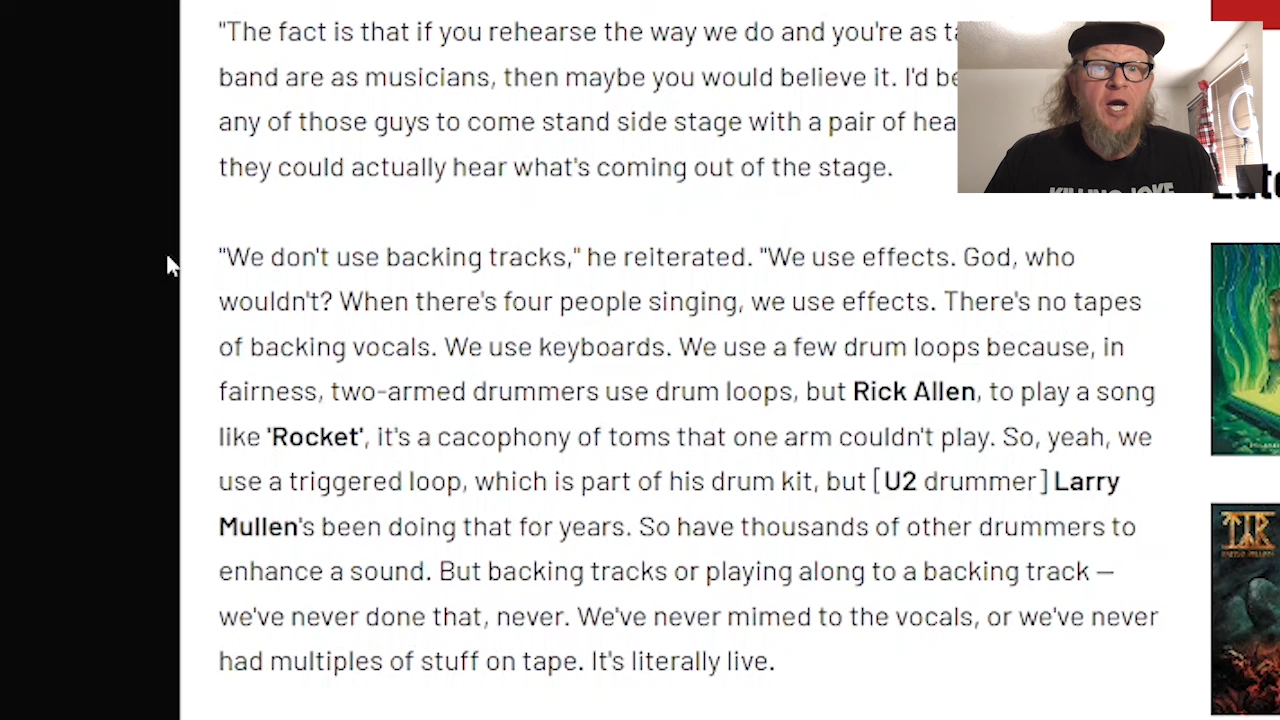 "The fact is that if you rehearse the way we do and you're as
band are as musicians, then maybe you would believe it. I'd
any of those guys to come stand side stage with a pair of
they could actually hear what's coming out of the stage.
"We don't use backing tracks," he reiterated. "We use effects. God, who
wouldn't? When there's four people singing, we use effects. There's no tapes
of backing vocals. We use keyboards. We use a few drum loops because, in
fairness, two-armed drummers use drum loops, but Rick Allen, to play a song
like 'Rocket', it's a cacophony of toms that one arm couldn't play. So, yeah, we
use a triggered loop, which is part of his drum kit, but [U2 drummer] Larry
Mullen's been doing that for years. So have thousands of other drummers to
enhance a sound. But backing tracks or playing along to a backing track —
we've never done that, never. We've never mimed to the vocals, or we've never
had multiples of stuff on tape. It's literally live.
KILLING JOKE
TIR